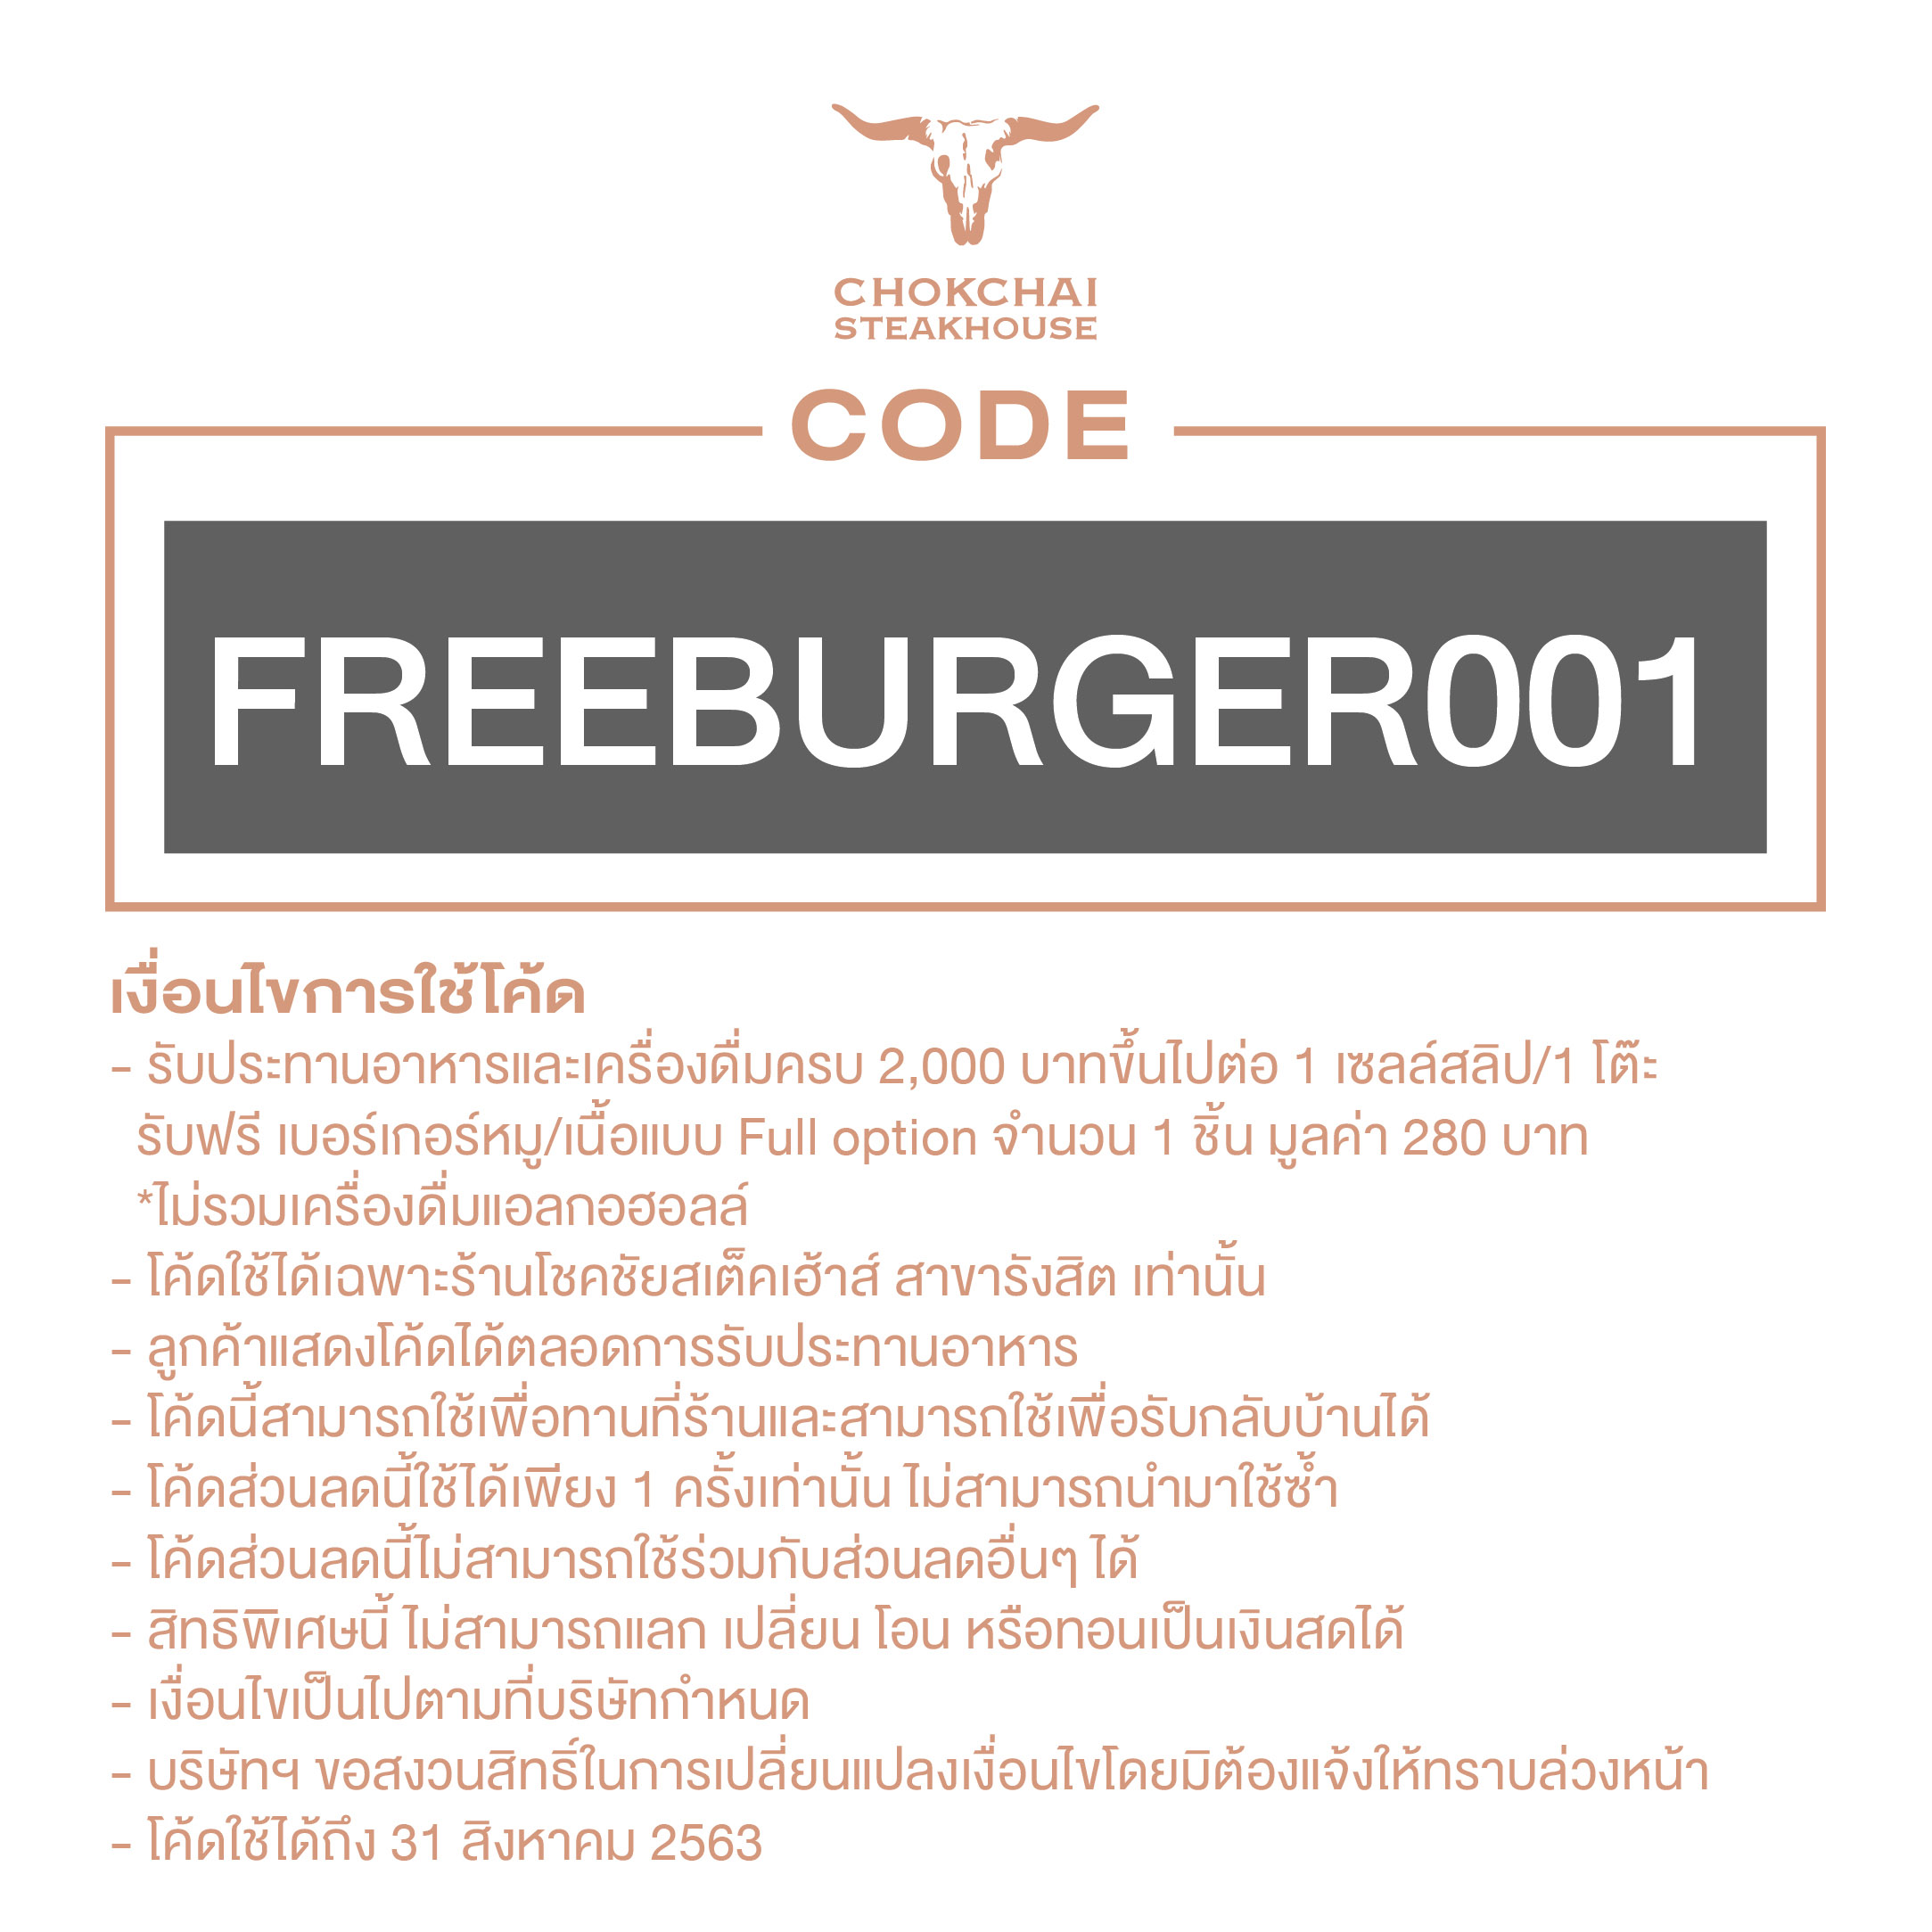 CHOKCHAI
STEAKHOUSE
CODE
FREEBURGER001
เงื่อนไขการใช้โค้ด
- รับประทานอาหารและเครื่องดื่มครบ 2,000 บาทขึ้นไปต่อ 1 เซลล์สลิป/1 โต๊ะ
รับฟรี เบอร์เกอร์หมู/เนื้อแบบ Full option จำนวน 1 ชิ้น มูลค่า 280 บาท
*ไม่รวมเครื่องดื่มแอลกอฮอลล์
- โค้ดใช้ได้เฉพาะร้านโชคชัยสเต็คเฮ้าส์ สาขารังสิต เท่านั้น
- ลูกค้าแสดงโค้ดได้ตลอดการรับประทานอาหาร
- โค้ดนี้สามารถใช้เพื่อทานที่ร้านและสามารถใช้เพื่อรับกลับบ้านได้
- โค้ดส่วนลดนี้ใช้ได้เพียง 1 ครั้งเท่านั้น ไม่สามารถนำมาใช้ซ้ำ
- โค้ดส่วนลดนี้ไม่สามารถใช้ร่วมกับส่วนลดอื่นๆ ได้
- สิทธิพิเศษนี้ ไม่สามารถแลก เปลี่ยน โอน หรือทอนเป็นเงินสดได้
- เงื่อนไขเป็นไปตามที่บริษัทกำหนด
- บริษัทฯ ขอสงวนสิทธิ์ในการเปลี่ยนแปลงเงื่อนไขโดยมิต้องแจ้งให้ทราบล่วงหน้า
- โค้ดใช้ได้ถึง 31 สิงหาคม 2563